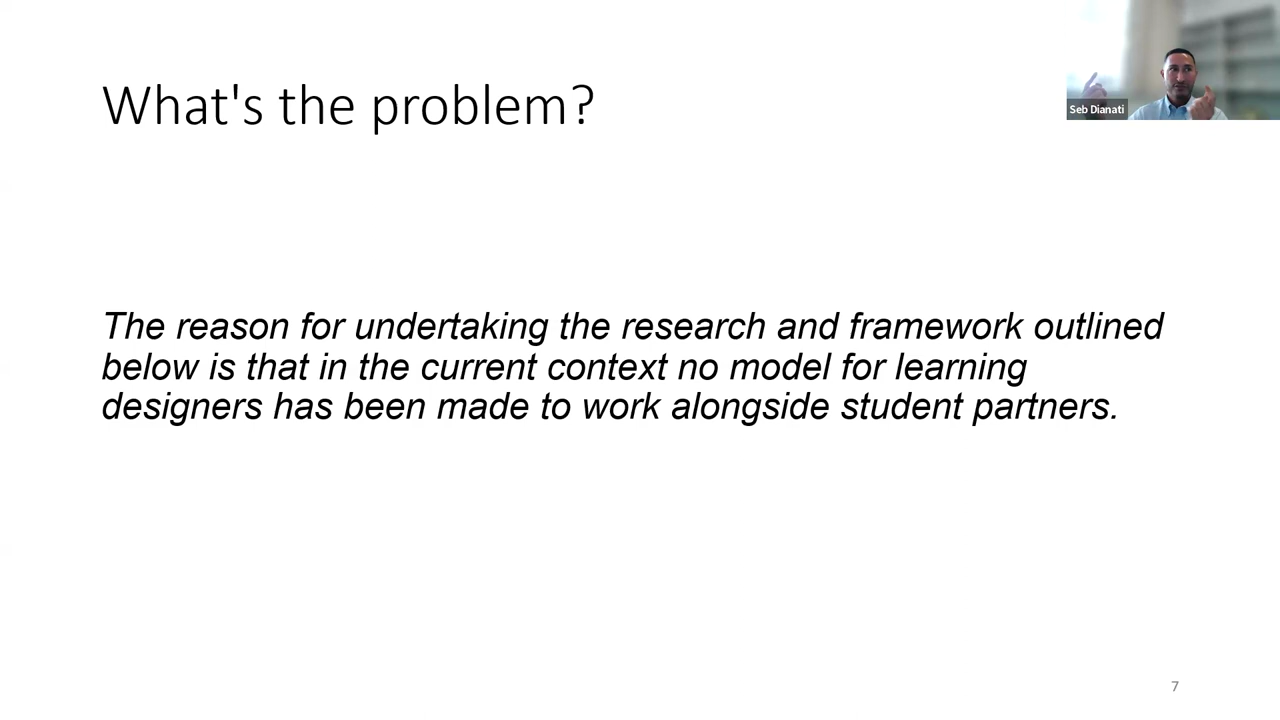 What's the problem?
Seb Dianati
The reason for undertaking the research and framework outlined
below is that in the current context no model for learning
designers has been made to work alongside student partners.
7